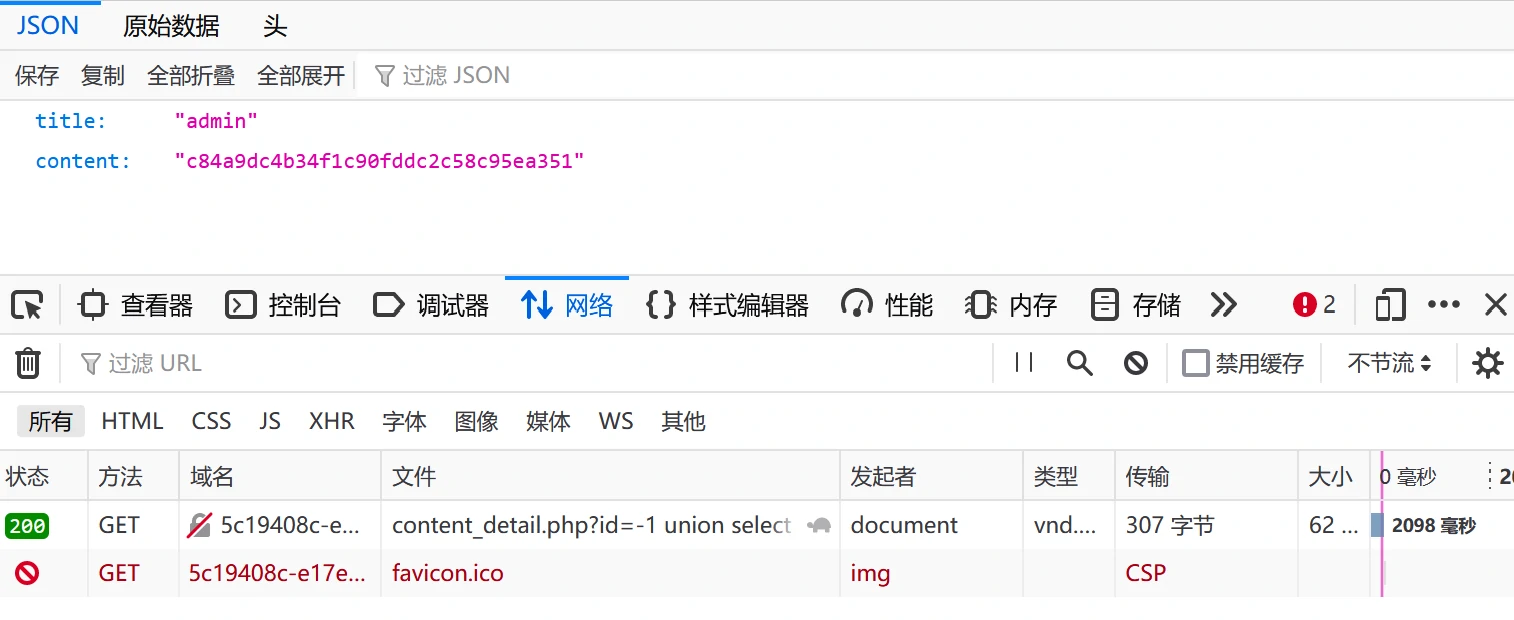 JSON 原始数据 头
保存 复制 全部折叠 全部展开 过滤 JSON
title: "admin"
content: "c84a9dc4b34f1c90fddc2c58c95ea351"
查看器 控制台 调试器 网络 样式编辑器 性能 内存 存储 2
过滤 URL 禁用缓存 不节流
所有 HTML CSS JS XHR 字体 图像 媒体 WS 其他
状态 方法 域名 文件 发起者 类型 传输 大小 0 毫秒 20
200 GET 5c19408c-e... content_detail.php?id=-1 union select document vnd.... 307 字节 62 ... 2098 毫秒
GET 5c19408c-e17e... favicon.ico img CSP